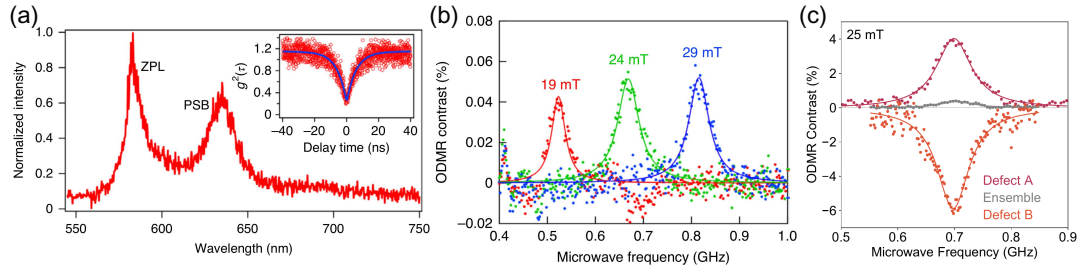 (a)
Normalized intensity
1.0
0.8
0.6
0.4
0.2
0
550
600
650
700
750
Wavelength (nm)
ZPL
PSB
g²(τ)
1.2
0.8
0.4
0
−40
−20
0
20
40
Delay time (ns)
(b)
ODMR contrast (%)
0.08
0.06
0.04
0.02
0
−0.02
0.4
0.5
0.6
0.7
0.8
0.9
1.0
Microwave frequency (GHz)
19 mT
24 mT
29 mT
(c)
25 mT
ODMR Contrast (%)
4
2
0
−2
−4
−6
0.5
0.6
0.7
0.8
0.9
Microwave Frequency (GHz)
Defect A
Ensemble
Defect B